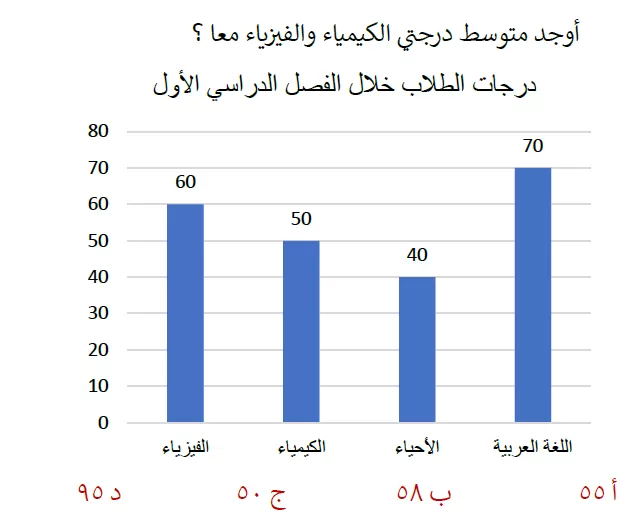 أوجد متوسط درجتي الكيمياء والفيزياء معا ؟
درجات الطلاب خلال الفصل الدراسي الأول
80
70
60
50
40
30
20
10
0
60
50
40
70
الفيزياء
الكيمياء
الأحياء
اللغة العربية
أ ٥٥ ب ٥٨ ج ٥٠ د ٩٥